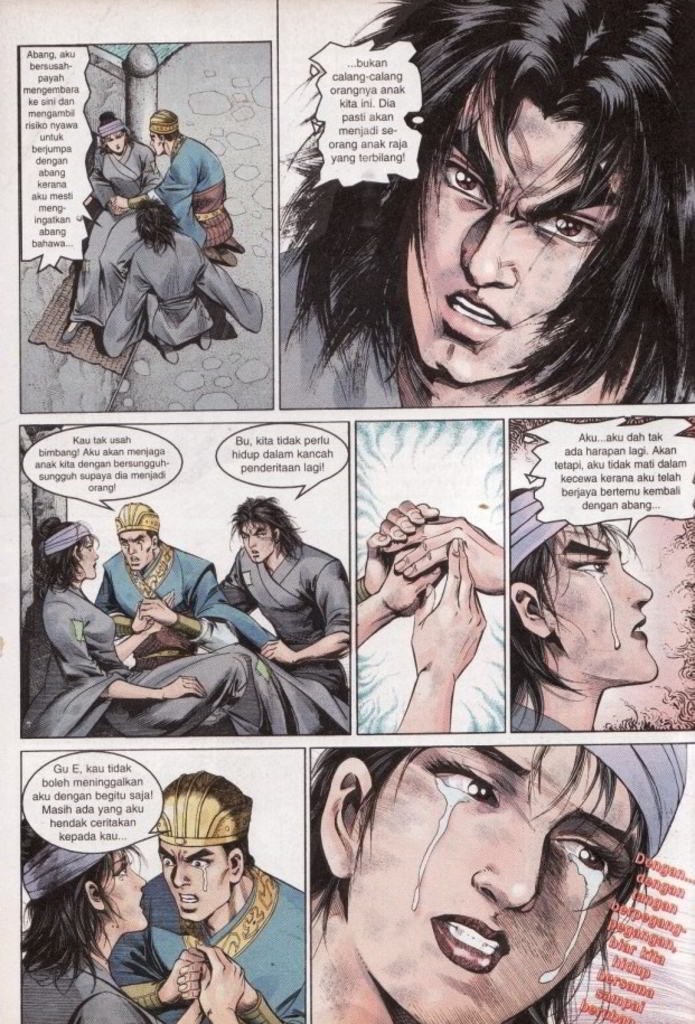 Abang, aku
bersusah-
payah
mengembara
ke sini dan
mengambil
risiko nyawa
untuk
berjumpa
dengan
abang
kerana
aku mesti
meng-
ingatkan
abang
bahawa...
...bukan
calang-calang
orangnya anak
kita ini. Dia
pasti akan
menjadi se-
orang anak raja
yang terbilang!
Kau tak usah
bimbang! Aku akan menjaga
anak kita dengan bersungguh-
sungguh supaya dia menjadi
orang!
Bu, kita tidak perlu
hidup dalam kancah
penderitaan lagi!
Aku...aku dah tak
ada harapan lagi. Akan
tetapi, aku tidak mati dalam
kecewa kerana aku telah
berjaya bertemu kembali
dengan abang...
Gu E, kau tidak
boleh meninggalkan
aku dengan begitu saja!
Masih ada yang aku
hendak ceritakan
kepada kau...
Dengan...
dengan
tangan
berpegang-
pegangan,
biar kita
hidup
bersama
sampai